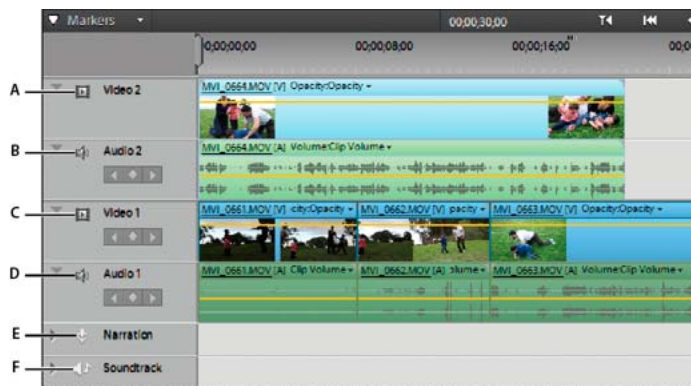 Markers
00;00;30;00
0;00;00;00 00;00;08;00 00;00;16;00 00;0
A Video 2 MVI_0664.MOV [V] Opacity:Opacity
B Audio 2 MVI_0664.MOV [A] Volume:Clip Volume
C Video 1 MVI_0661.MOV [V] city:Opacity MVI_0662.MOV [V] pacity MVI_0663.MOV [V] Opacity:Opacity
D Audio 1 MVI_0661.MOV [A] Clip Volume MVI_0662.MOV [A] olume MVI_0663.MOV [A] Volume:Clip Volume
E Narration
F Soundtrack